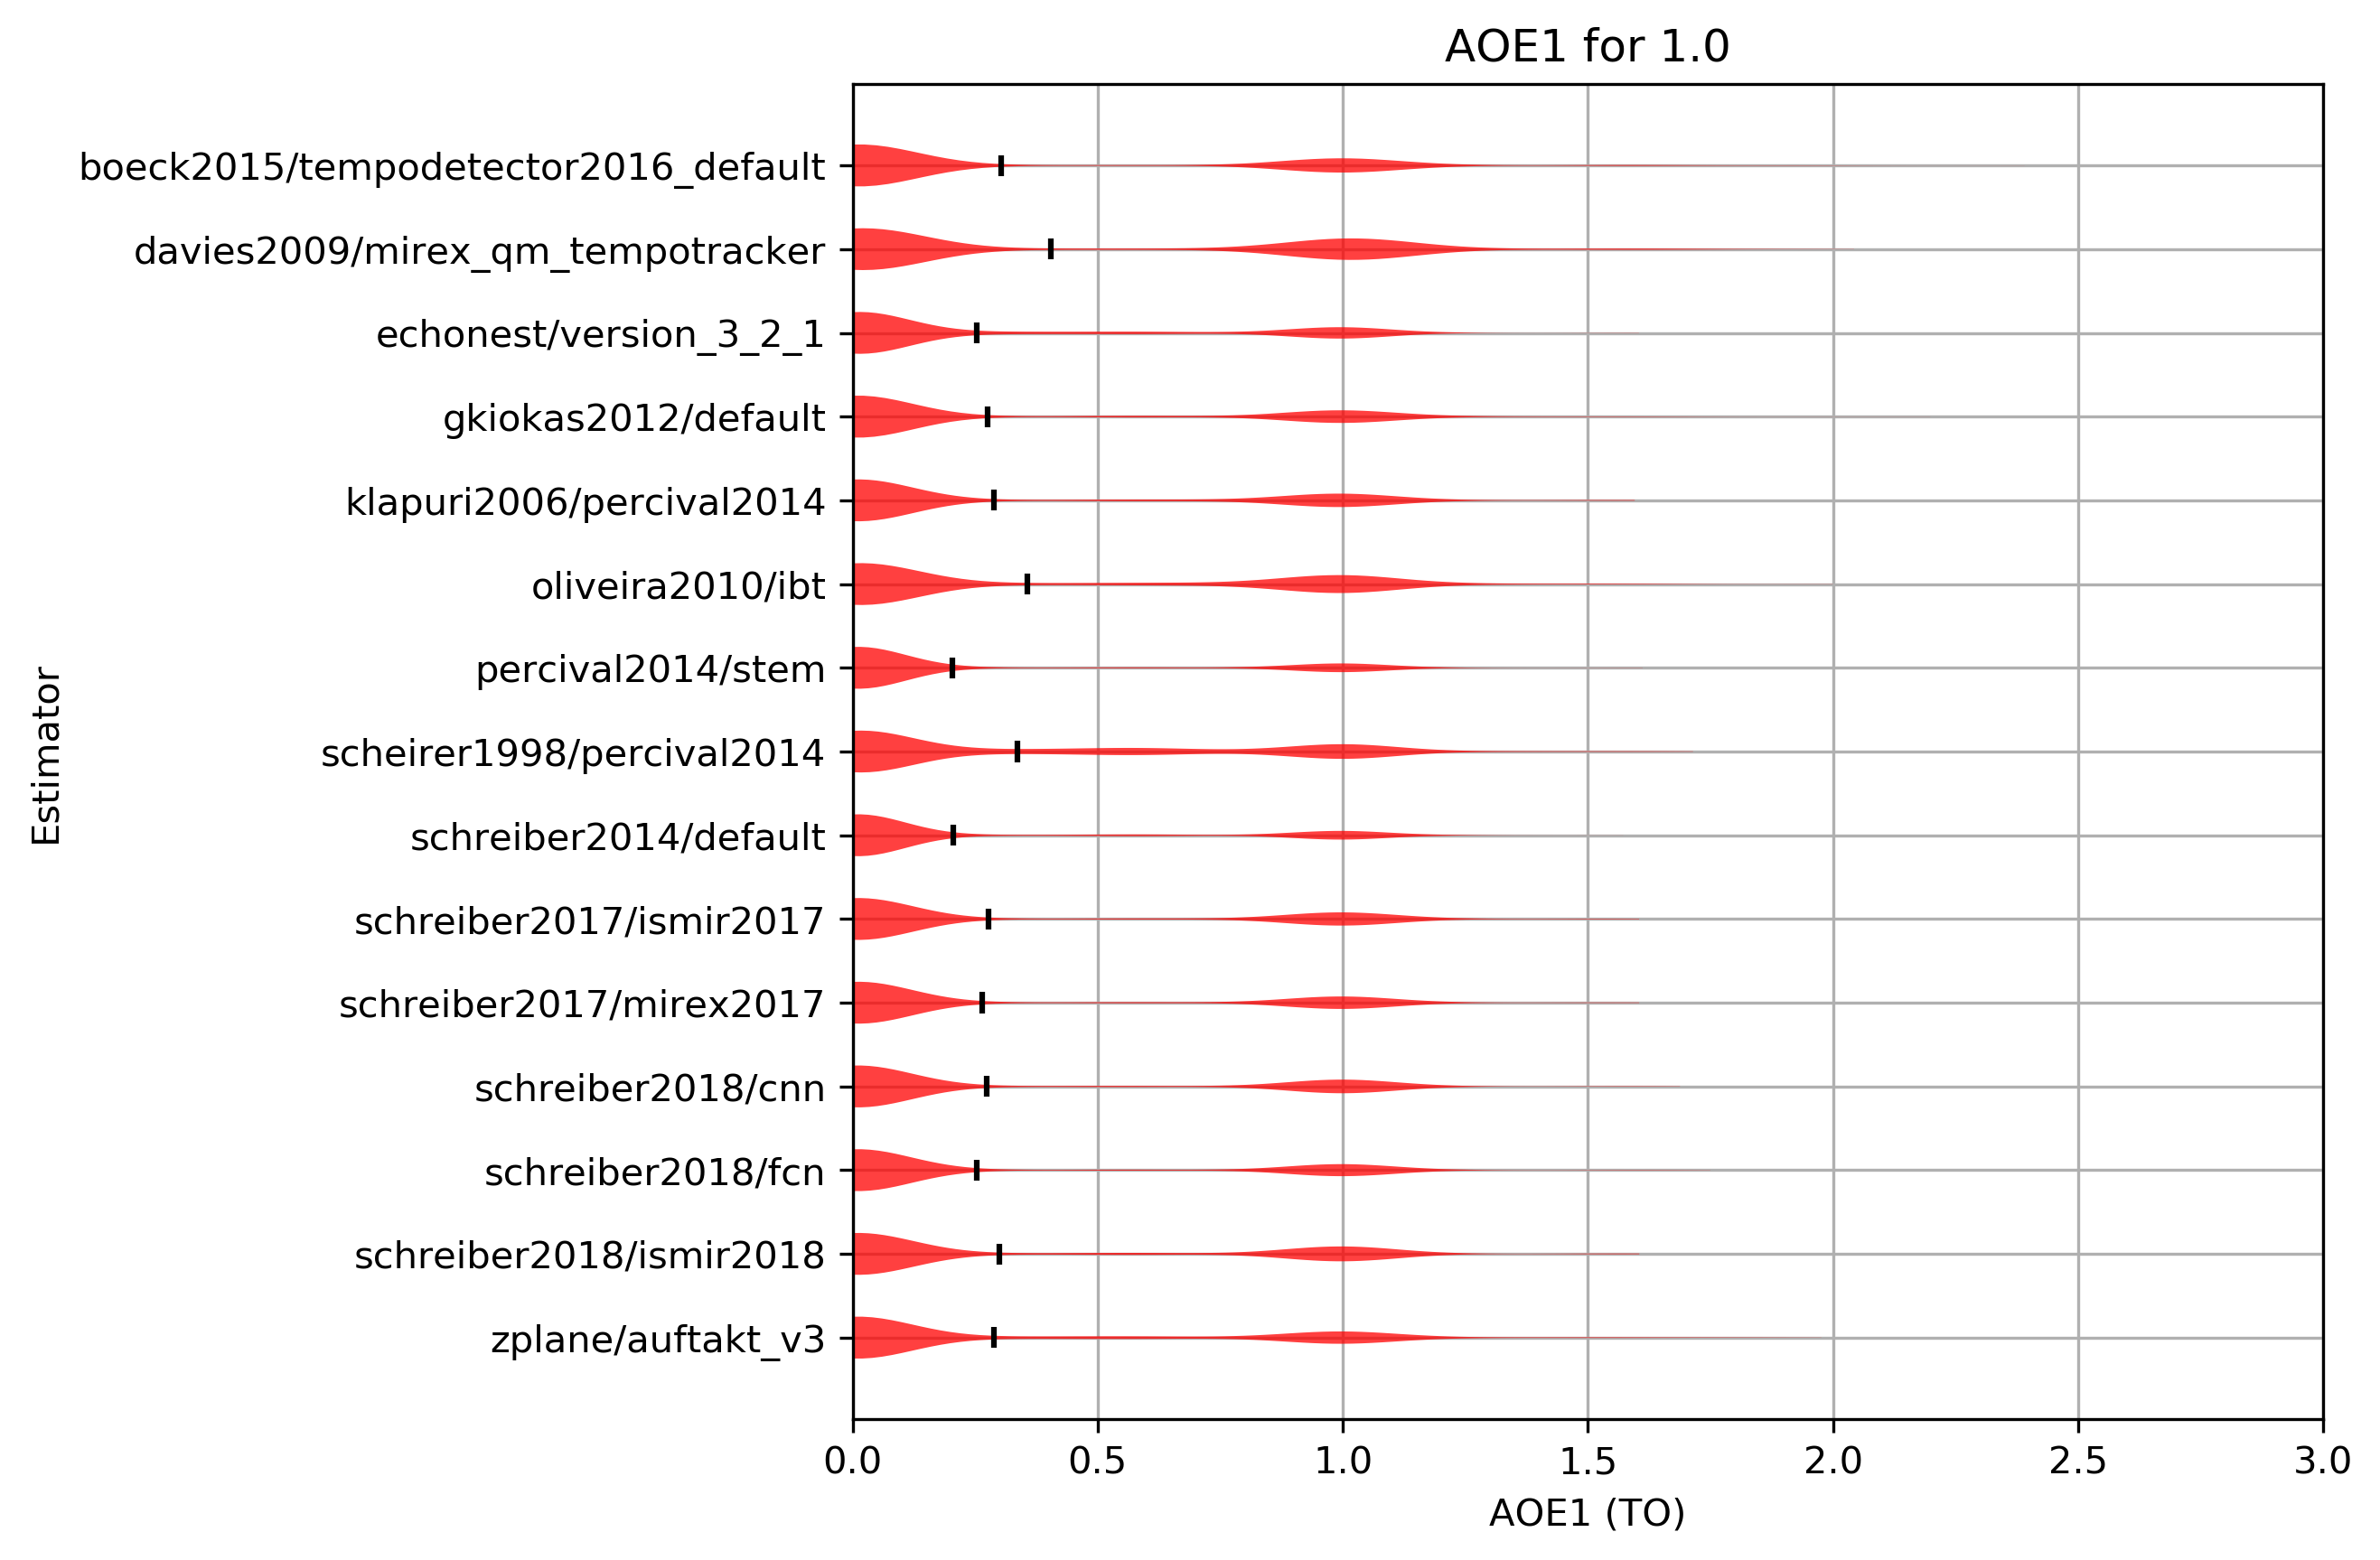 AOE1 for 1.0
boeck2015/tempodetector2016_default
davies2009/mirex_qm_tempotracker
echonest/version_3_2_1
gkiokas2012/default
klapuri2006/percival2014
oliveira2010/ibt
percival2014/stem
scheirer1998/percival2014
schreiber2014/default
schreiber2017/ismir2017
schreiber2017/mirex2017
schreiber2018/cnn
schreiber2018/fcn
schreiber2018/ismir2018
zplane/auftakt_v3
Estimator
0.0 0.5 1.0 1.5 2.0 2.5 3.0
AOE1 (TO)